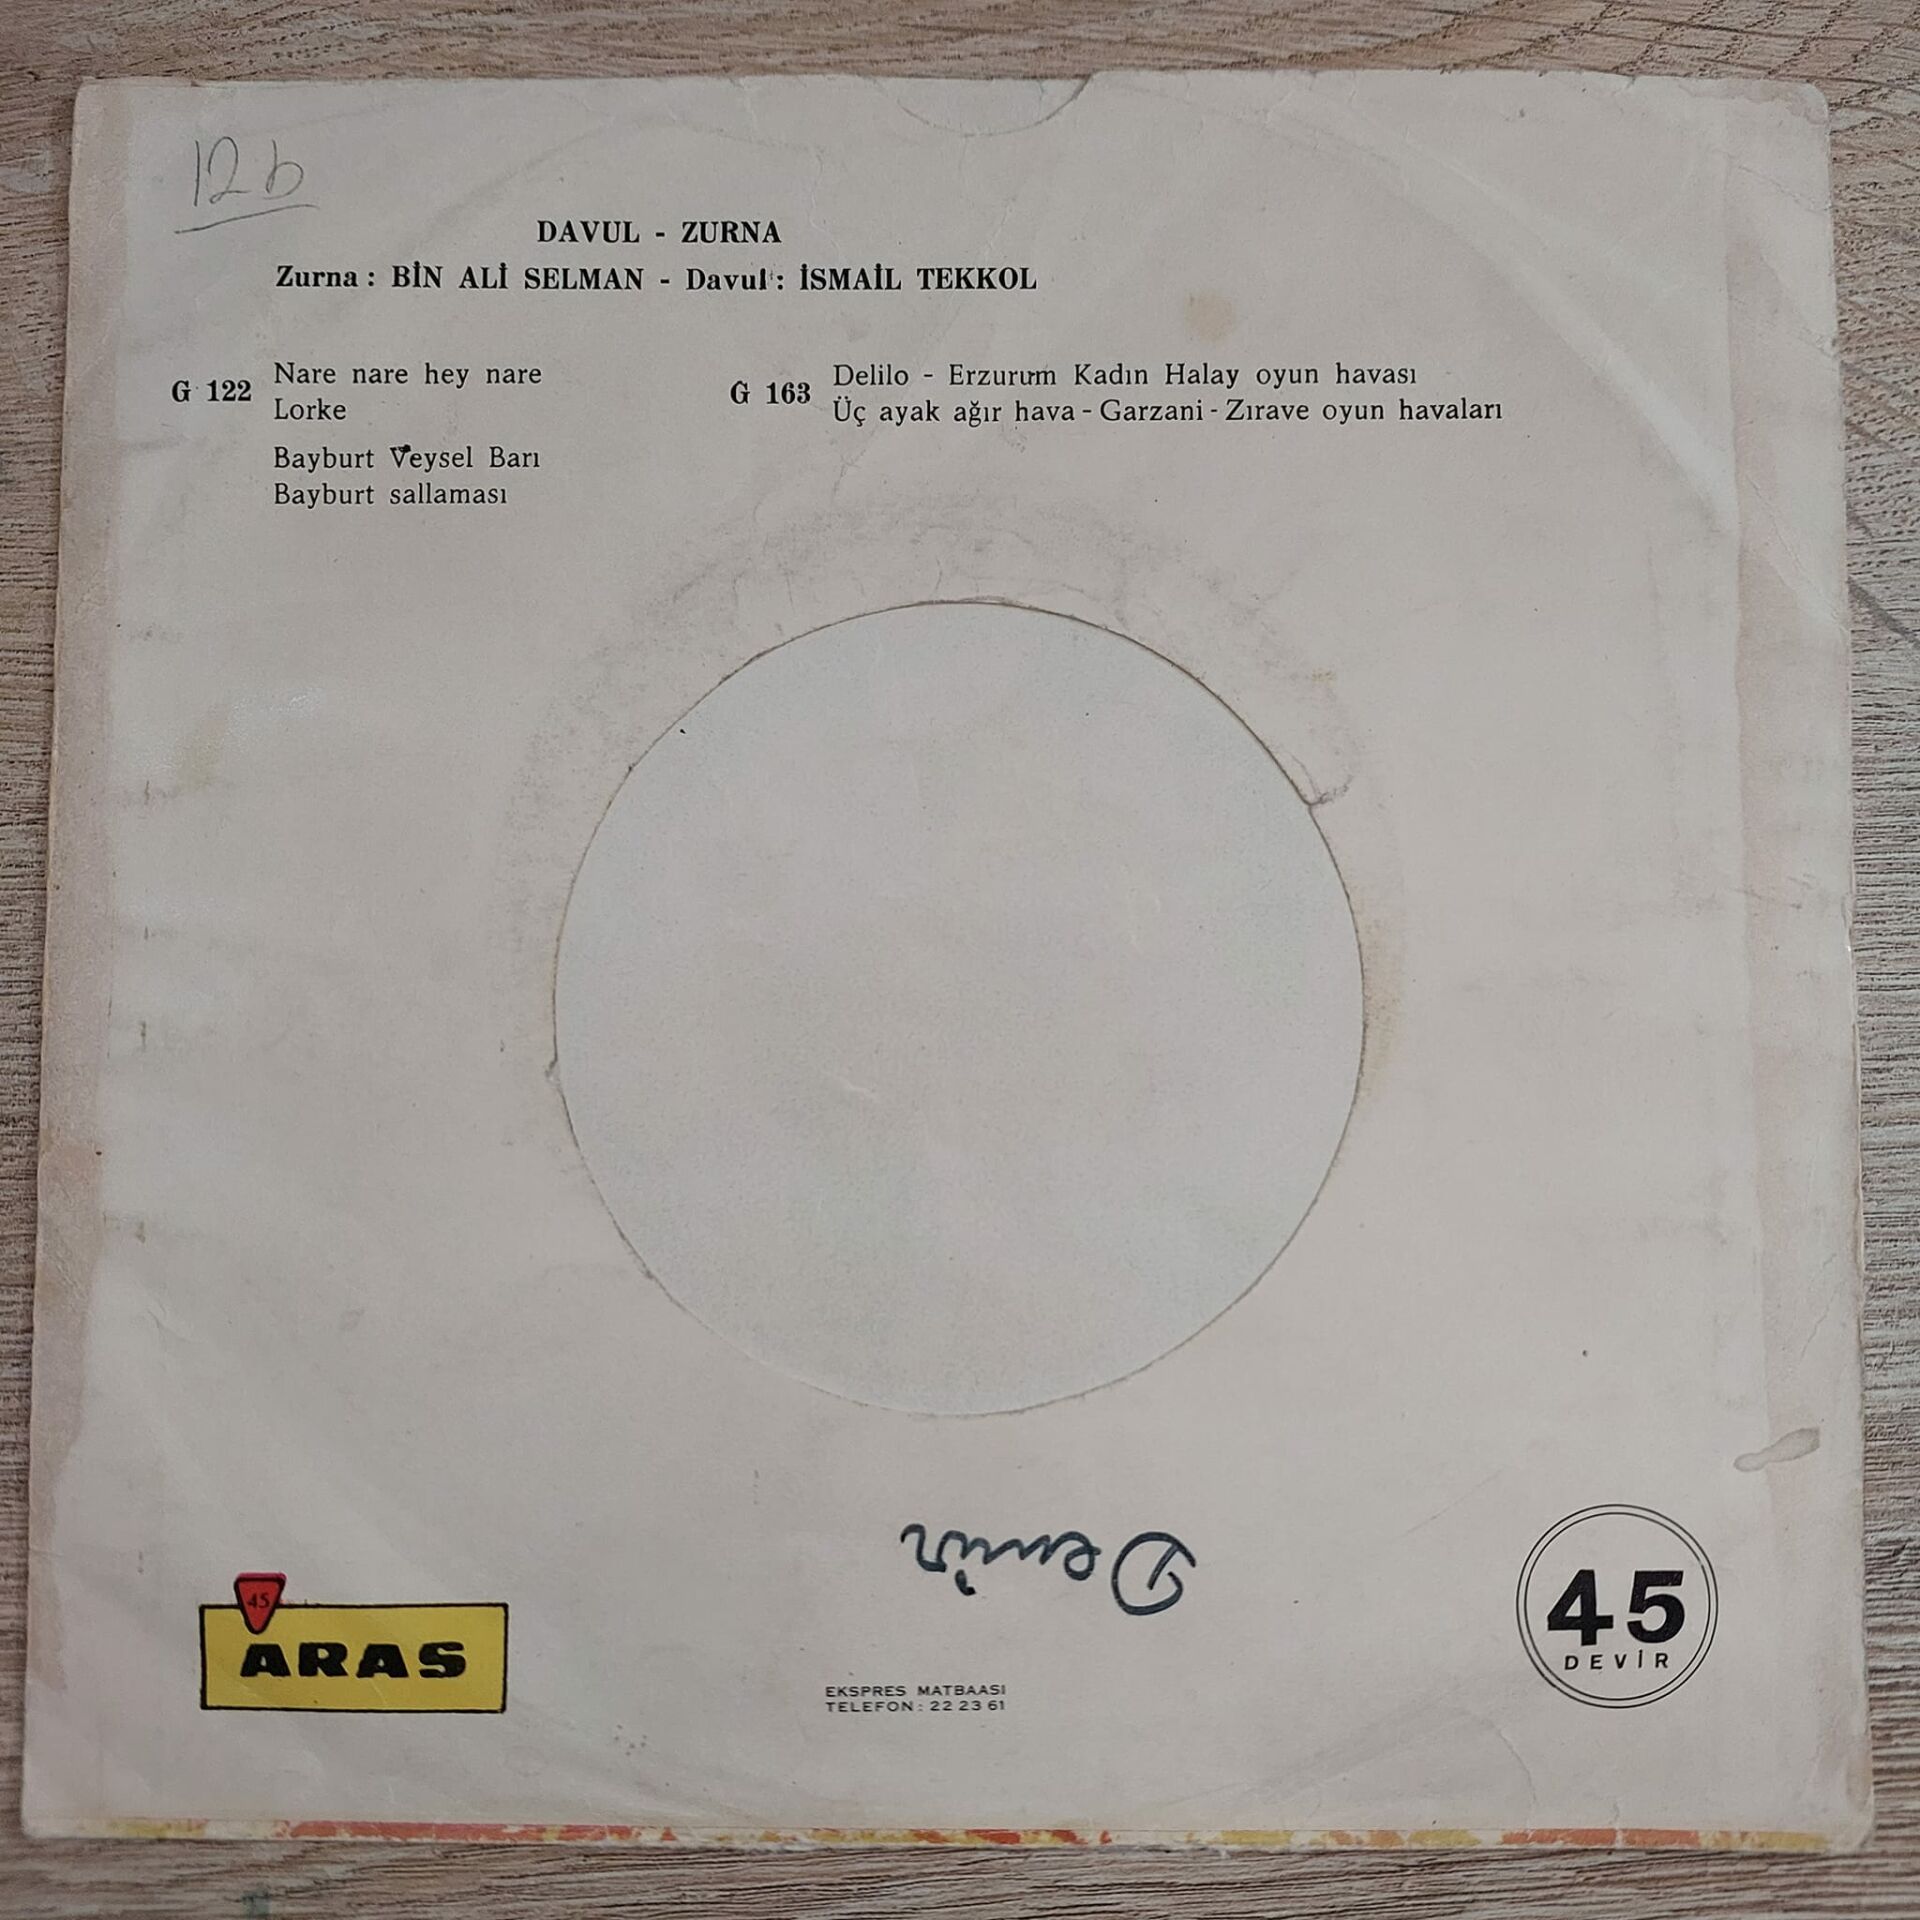 12b
DAVUL - ZURNA
Zurna : BİN ALİ SELMAN - Davul : İSMAİL TEKKOL
G 122
Nare nare hey nare
Lorke
Bayburt Veysel Barı
Bayburt sallaması
G 163
Delilo - Erzurum Kadın Halay oyun havası
Üç ayak ağır hava - Garzani - Zırave oyun havaları
Demir
45
ARAS
EKSPRES MATBAASI
TELEFON : 22 23 61
45
DEVİR